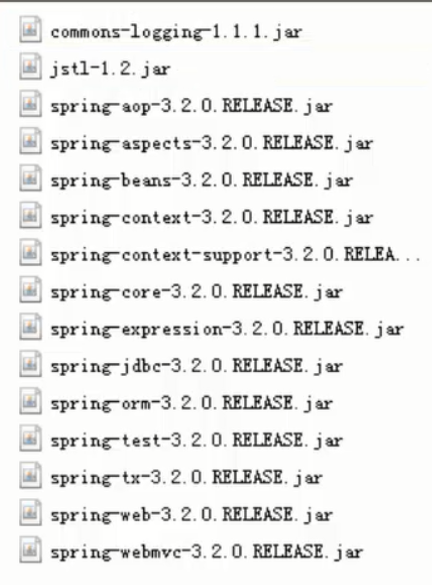 commons-logging-1.1.1.jar
jstl-1.2.jar
spring-aop-3.2.0.RELEASE.jar
spring-aspects-3.2.0.RELEASE.jar
spring-beans-3.2.0.RELEASE.jar
spring-context-3.2.0.RELEASE.jar
spring-context-support-3.2.0.RELEA...
spring-core-3.2.0.RELEASE.jar
spring-expression-3.2.0.RELEASE.jar
spring-jdbc-3.2.0.RELEASE.jar
spring-orm-3.2.0.RELEASE.jar
spring-test-3.2.0.RELEASE.jar
spring-tx-3.2.0.RELEASE.jar
spring-web-3.2.0.RELEASE.jar
spring-webmvc-3.2.0.RELEASE.jar